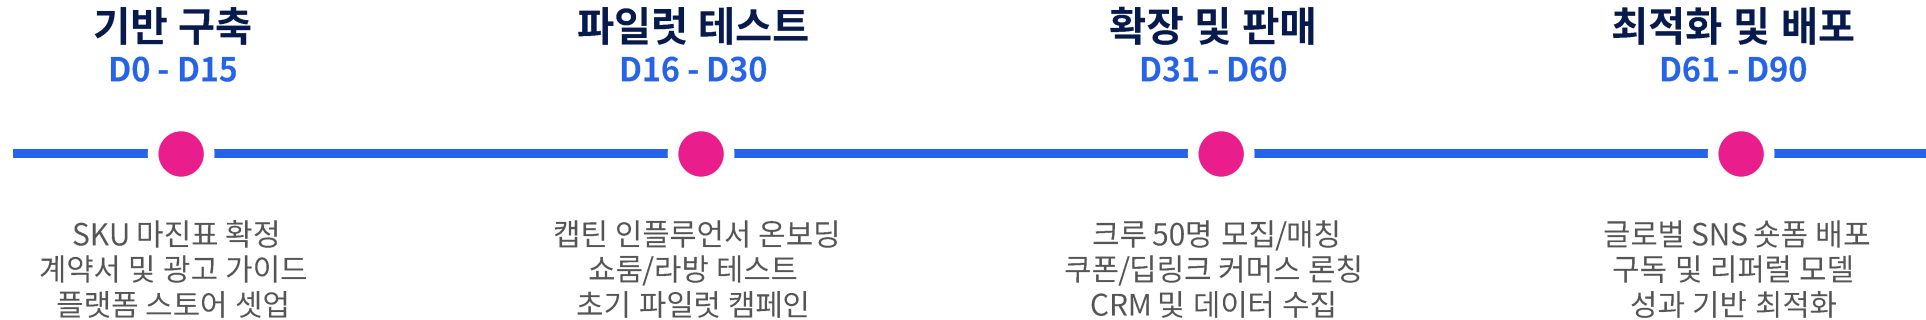 기반 구축
D0 - D15
SKU 마진표 확정
계약서 및 광고 가이드
플랫폼 스토어 셋업
파일럿 테스트
D16 - D30
캡틴 인플루언서 온보딩
쇼룸/라방 테스트
초기 파일럿 캠페인
확장 및 판매
D31 - D60
크루 50명 모집/매칭
쿠폰/딥링크 커머스 론칭
CRM 및 데이터 수집
최적화 및 배포
D61 - D90
글로벌 SNS 숏폼 배포
구독 및 리퍼럴 모델
성과 기반 최적화